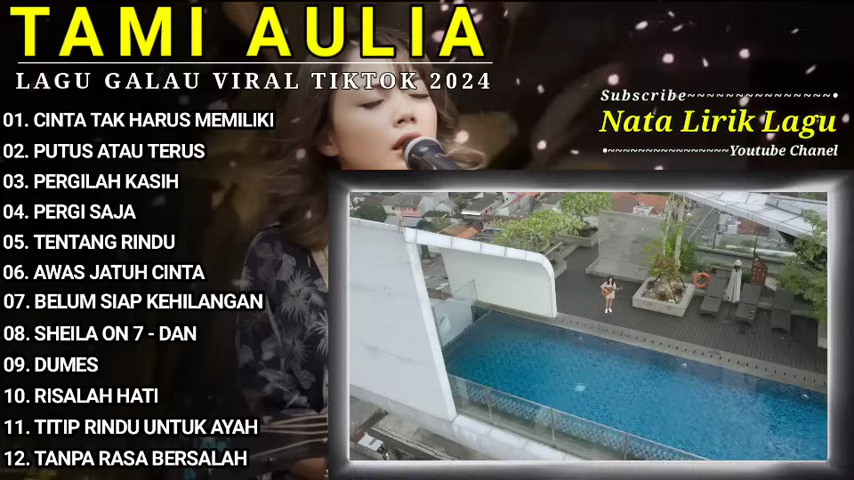 TAMI AULIA
LAGU GALAU VIRAL TIKTOK 2024
01. CINTA TAK HARUS MEMILIKI
02. PUTUS ATAU TERUS
03. PERGILAH KASIH
04. PERGI SAJA
05. TENTANG RINDU
06. AWAS JATUH CINTA
07. BELUM SIAP KEHILANGAN
08. SHEILA ON 7 - DAN
09. DUMES
10. RISALAH HATI
11. TITIP RINDU UNTUK AYAH
12. TANPA RASA BERSALAH
Subscribe~~~~~~~~~~~~~~~•
Nata Lirik Lagu
•~~~~~~~~~~~~~~~~Youtube Chanel